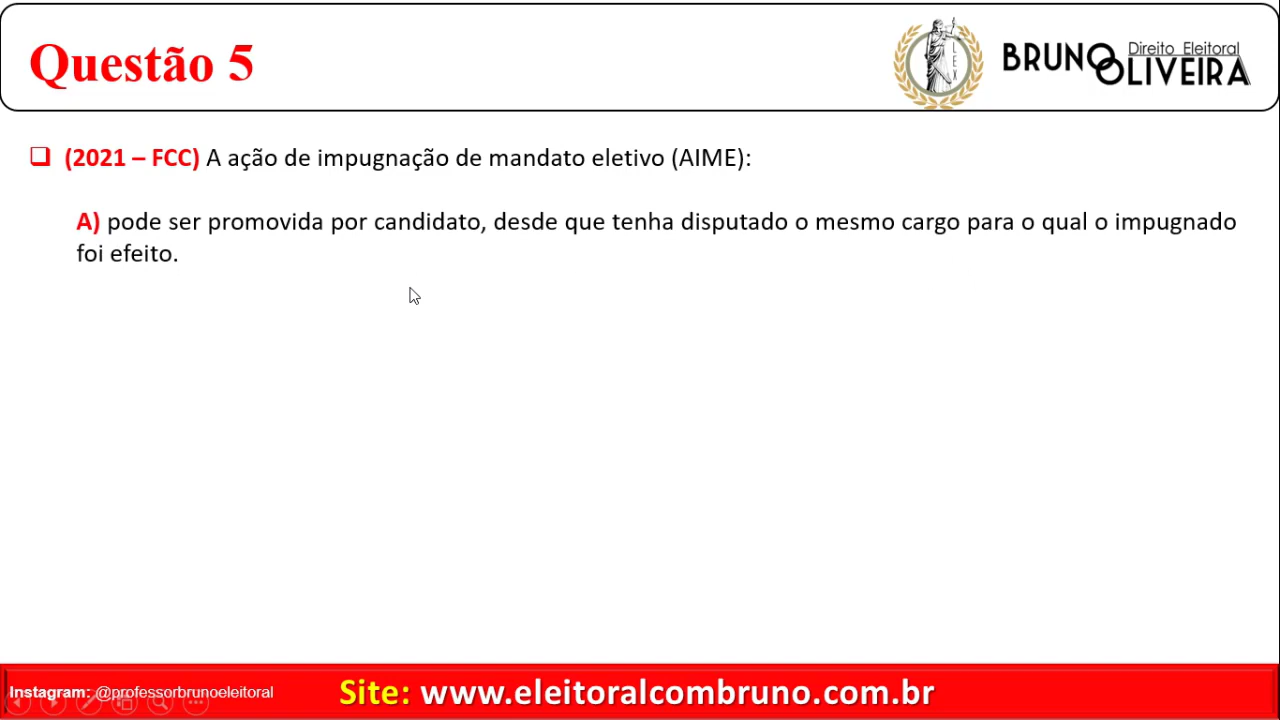 Questão 5
LEX
BRUNO
Direito Eleitoral
OLIVEIRA
(2021 – FCC) A ação de impugnação de mandato eletivo (AIME):
A) pode ser promovida por candidato, desde que tenha disputado o mesmo cargo para o qual o impugnado
foi efeito.
Instagram: @professorbrunoeleitoral
Site: www.eleitoralcombruno.com.br